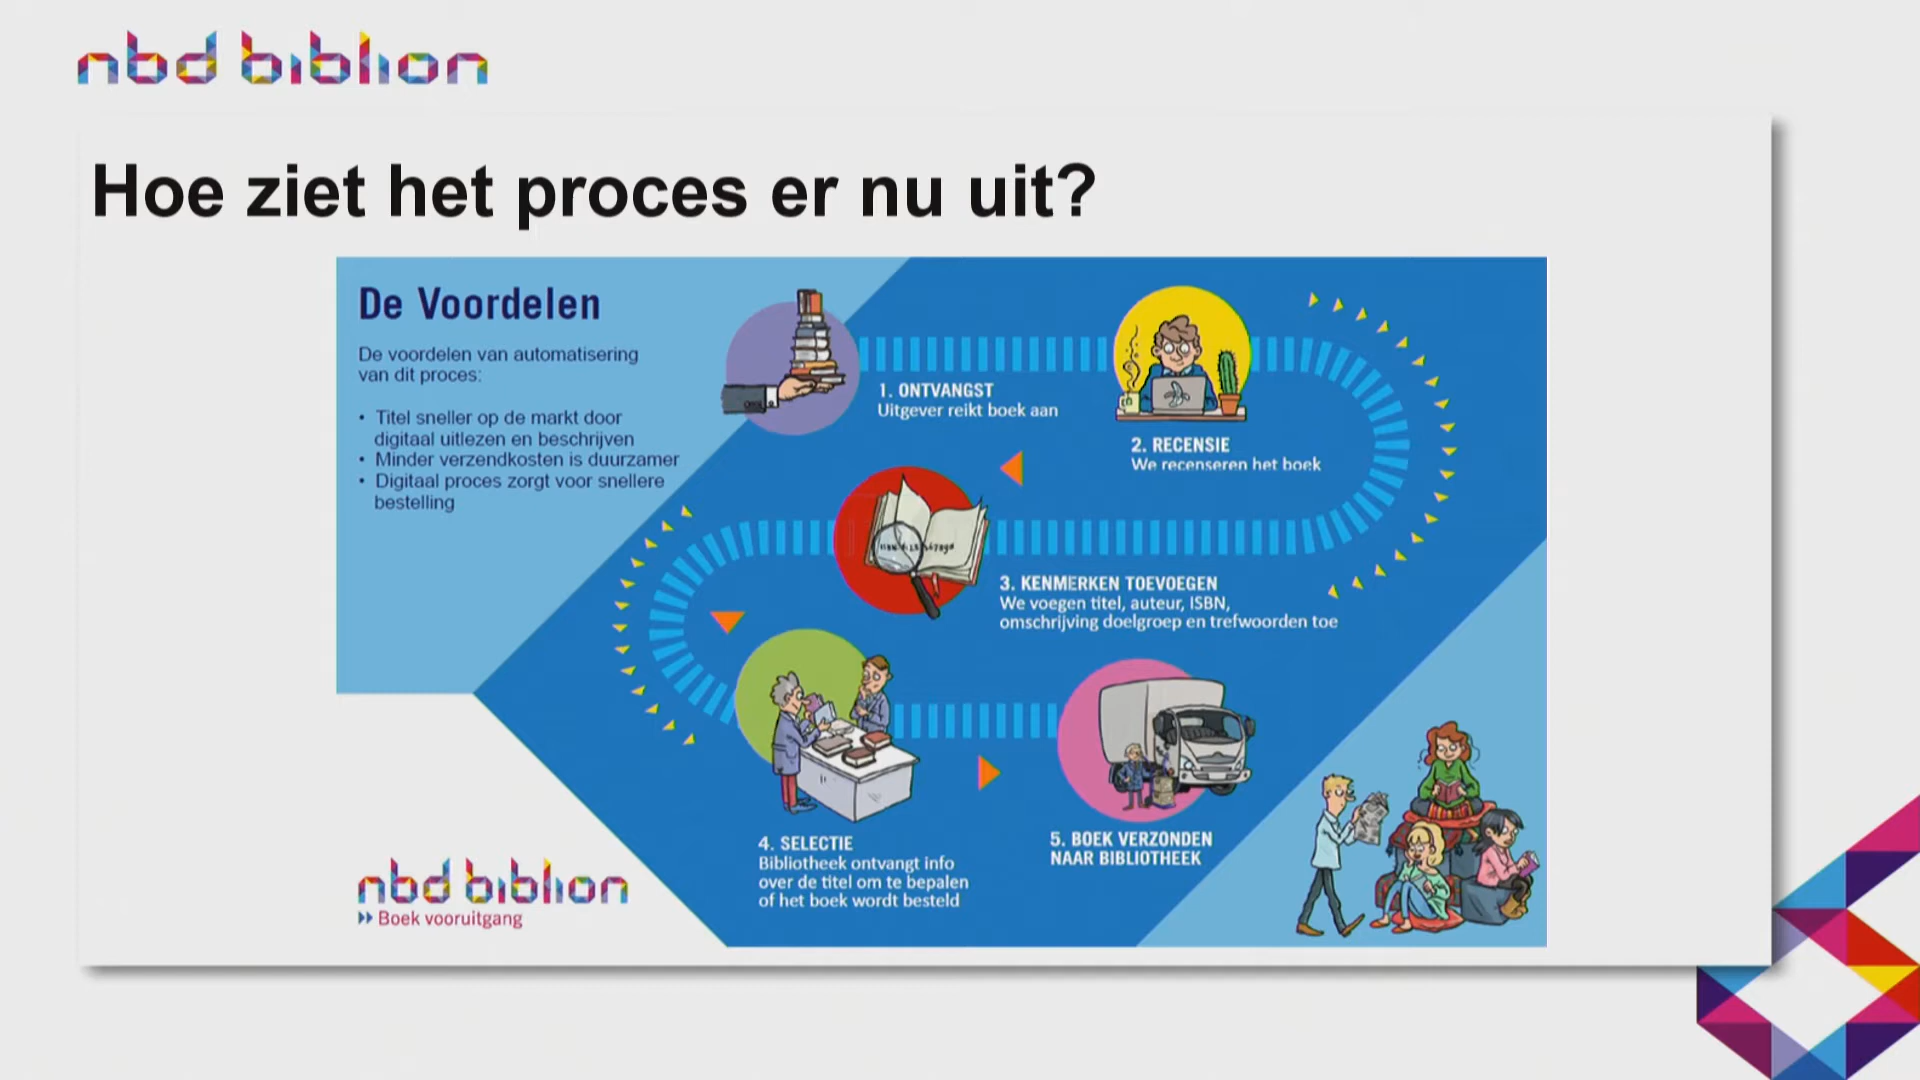 nbd biblion
Hoe ziet het proces er nu uit?
De Voordelen
De voordelen van automatisering
van dit proces:
• Titel sneller op de markt door
digitaal uitlezen en beschrijven
• Minder verzendkosten is duurzamer
• Digitaal proces zorgt voor snellere
bestelling
1. ONTVANGST
Uitgever reikt boek aan
2. RECENSIE
We recenseren het boek
3. KENMERKEN TOEVOEGEN
We voegen titel, auteur, ISBN,
omschrijving doelgroep en trefwoorden toe
4. SELECTIE
Bibliotheek ontvangt info
over de titel om te bepalen
of het boek wordt besteld
5. BOEK VERZONDEN
NAAR BIBLIOTHEEK
nbd biblion
Boek vooruitgang